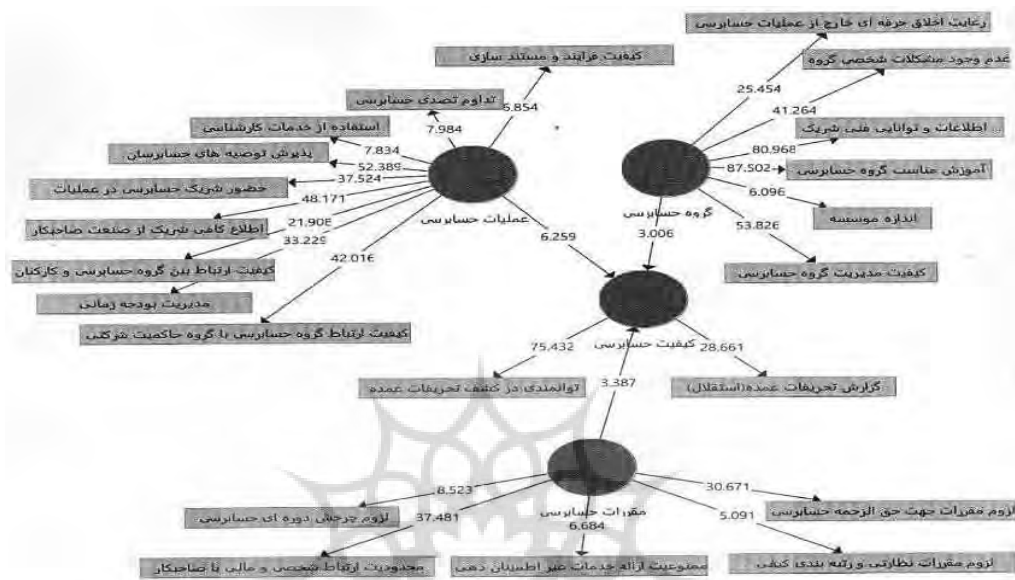 رعایت اخلاق حرفه ای خارج از عملیات حسابرسی
عدم وجود مشکلات شخصی گروه
کیفیت فرایند و مستند سازی
25.454
41.264
5.854
تداوم تصدی حسابرسی
7.984
اطلاعات و توانایی فنی شریک ..
80.968
استفاده از خدمات کارشناسی
7.834
پذیرش توصیه های حسابرسان
52.389
آموزش مناسب گروه حسابرسی
87.502
37.524
حضور شریک حسابرسی در عملیات
48.171
6.096
اندازه موسسه
گروه حسابرسی
عملیات حسابرسی
اطلاع کافی شریک از صنعت صاحبکار
21.908
53.826
3.006
6.259
33.229
42.016
کیفیت مدیریت گروه حسابرسی
کیفیت ارتباط بین گروه حسابرسی و کارکنان
مدیریت بودجه زمانی
کیفیت ارتباط گروه حسابرسی با گروه حاکمیت شرکتی
کیفیت حسابرسی
75.432
28.661
3.387
گزارش تحریفات عمده(استقلال)
توانمندی در کشف تحریفات عمده
8.523
30.671
لزوم مقررات جهت حق الزحمه حسابرسی
مقررات حسابرسی
لزوم چرخش دوره ای حسابرسی
37.481
6.684
5.091
لزوم مقررات نظارتی و رتبه بندی کیفی
ممنوعیت ارائه خدمات غیر اطمینان دهی
محدودیت ارتباط شخصی و مالی با صاحبکار